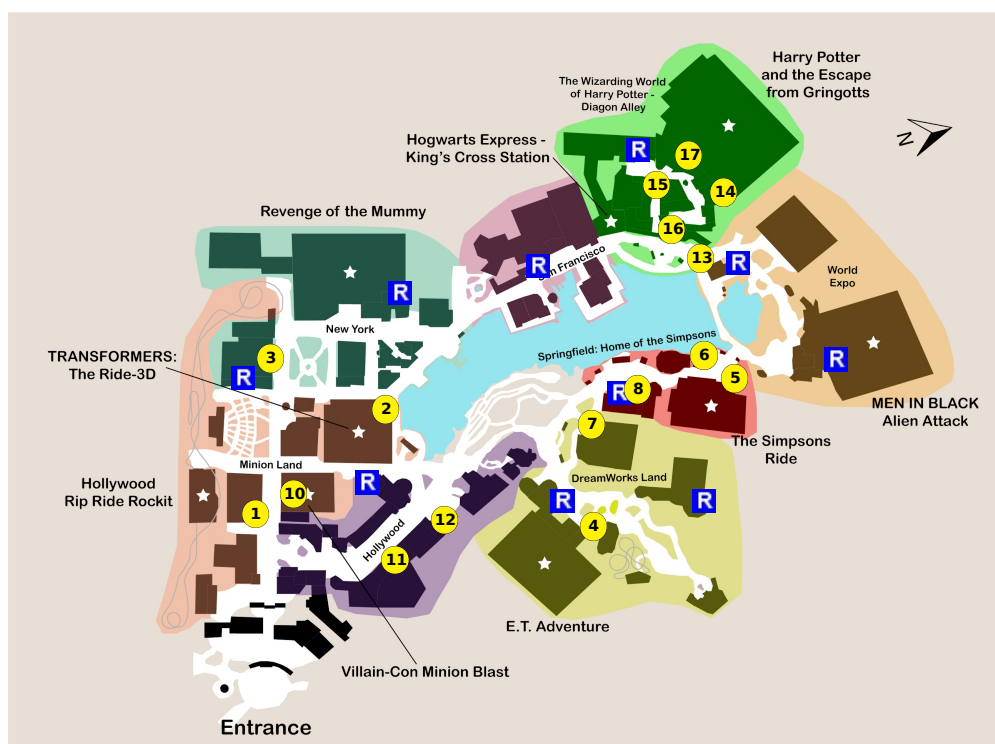 Harry Potter
and the Escape
from Gringotts
The Wizarding World
of Harry Potter -
Diagon Alley
Hogwarts Express -
King's Cross Station
N
R
17
15
14
16
13
R
Revenge of the Mummy
R
San Francisco
World
Expo
R
New York
TRANSFORMERS:
The Ride-3D
3
R
2
Springfield: Home of the Simpsons
6
5
R
8
R
MEN IN BLACK
Alien Attack
7
The Simpsons
Ride
Minion Land
Hollywood
Rip Ride Rockit
10
1
R
12
Hollywood
11
DreamWorks Land
R
R
4
E.T. Adventure
Villain-Con Minion Blast
Entrance